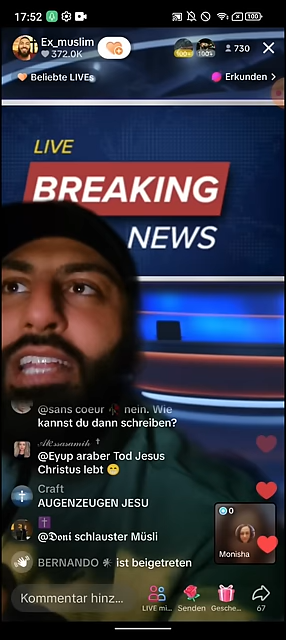 17:52
100
Ex_muslim
372.0K
730
Beliebte LIVEs
Erkunden >
LIVE
BREAKING
NEWS
@sans coeur nein. Wie
kannst du dann schreiben?
@Eyup araber Tod Jesus
Christus lebt 😁
Craft
AUGENZEUGEN JESU
✝️
@𝕯𝖔𝖓𝖎 schlauster Müsli
BERNANDO ✵ ist beigetreten
0
Monisha
Kommentar hinz...
LIVE mi...
Senden
Gesche...
67